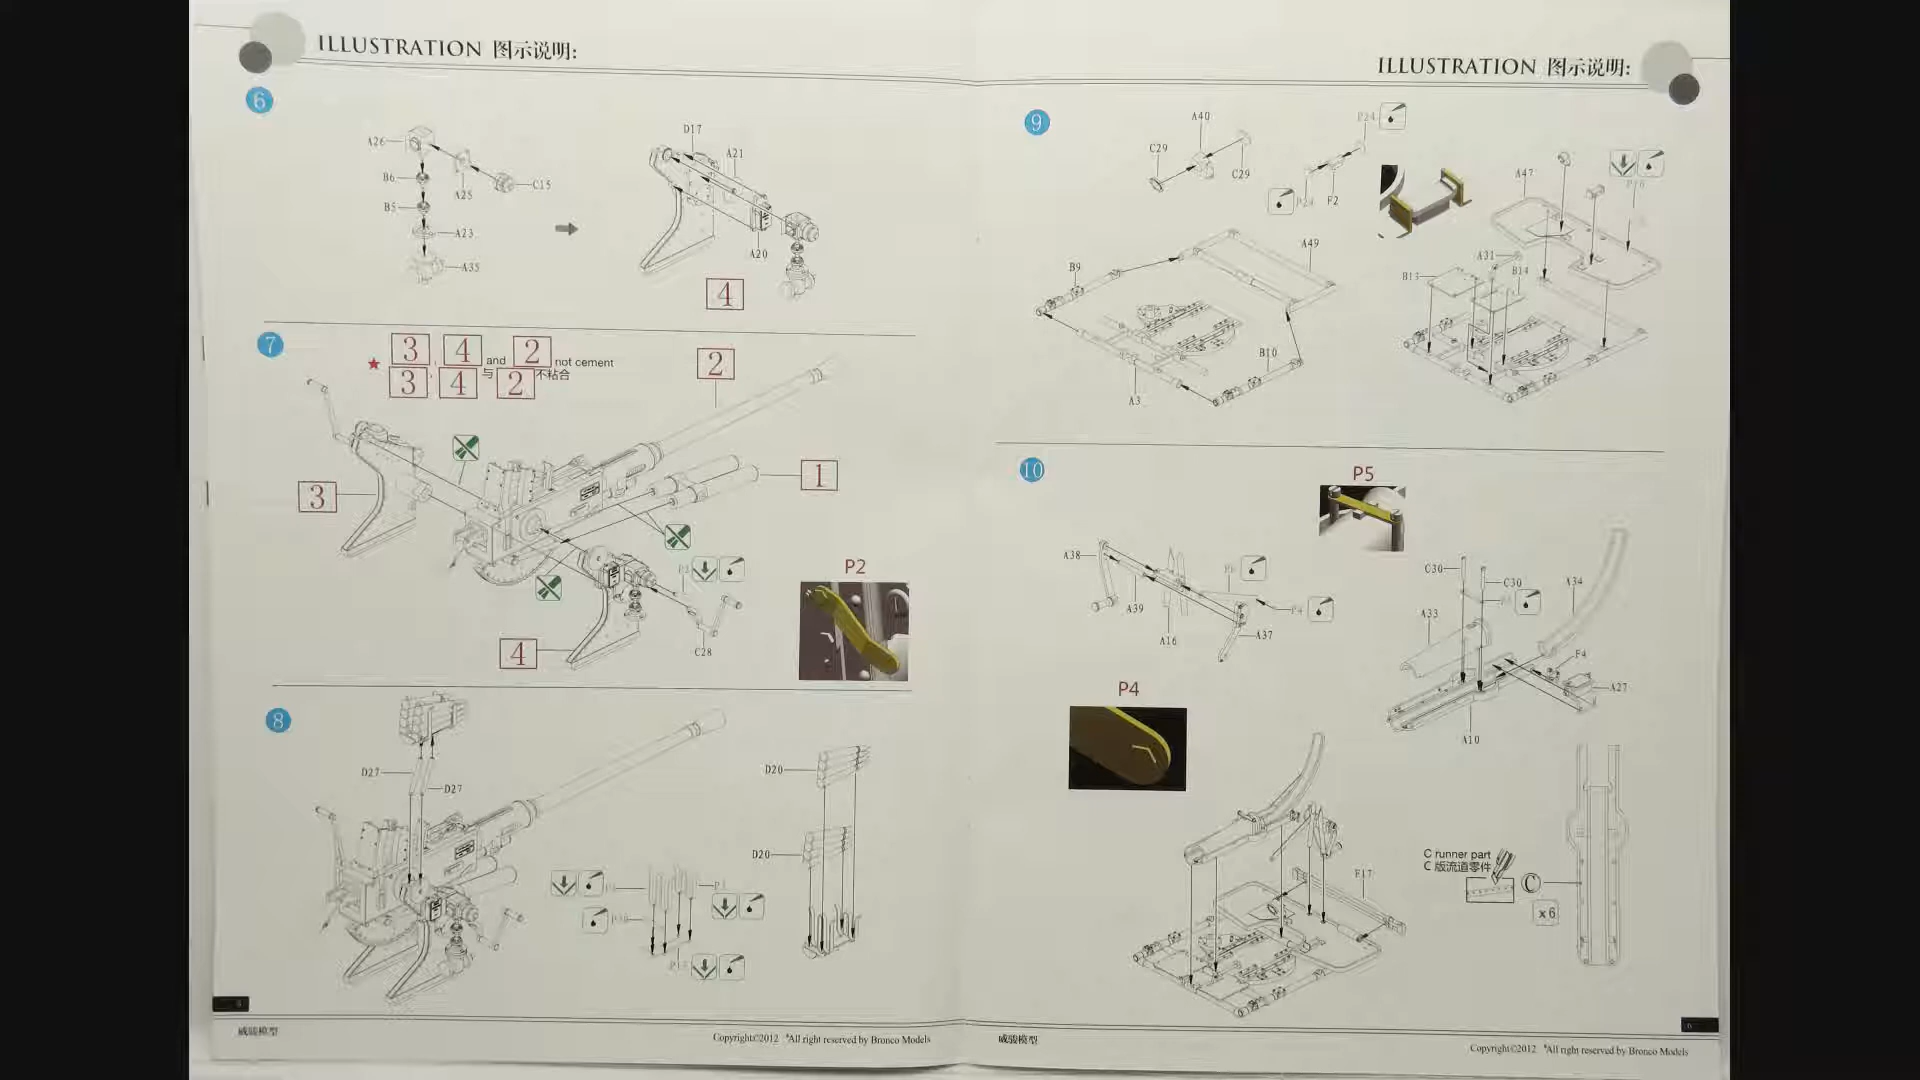 ILLUSTRATION 图示说明:
6
A26
B6
B5
A25
C15
A23
A35
D17
A21
A20
4
7
★ 3 , 4 and 2 not cement
3 , 4 与 2 不粘合
2
1
3
P2
4
C28
8
D27
D27
D20
D20
威骏模型
Copyright©2012 *All right reserved by Bronco Models
ILLUSTRATION 图示说明:
9
A40
C29
C29
P24
P24
F2
A47
P16
A49
B9
B10
A3
A31
B13
B14
10
P5
A38
A39
A16
A37
P4
C30
C30
A34
A33
F4
A27
A10
P4
F17
C runner part
C 版流道零件
C
x6
6
威骏模型
Copyright©2012 *All right reserved by Bronco Models